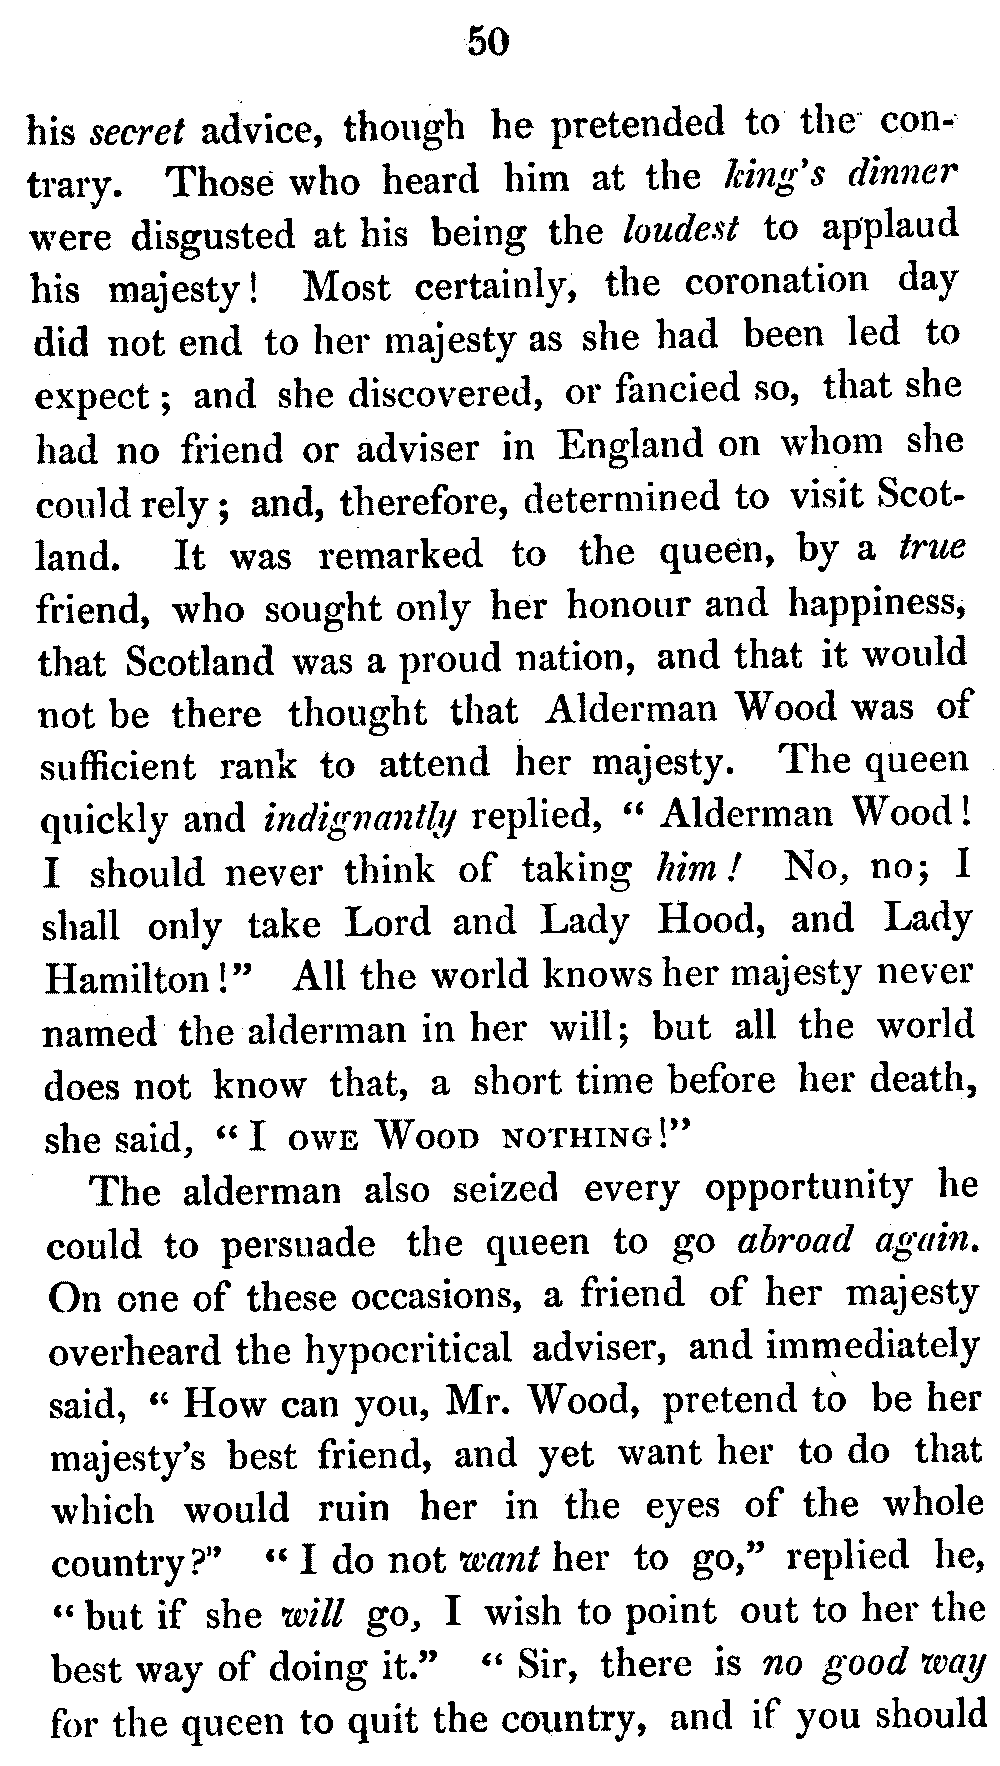 50
his secret advice, though he pretended to the con-
trary. Those who heard him at the king's dinner
were disgusted at his being the loudest to applaud
his majesty! Most certainly, the coronation day
did not end to her majesty as she had been led to
expect; and she discovered, or fancied so, that she
had no friend or adviser in England on whom she
could rely; and, therefore, determined to visit Scot-
land. It was remarked to the queen, by a true
friend, who sought only her honour and happiness,
that Scotland was a proud nation, and that it would
not be there thought that Alderman Wood was of
sufficient rank to attend her majesty. The queen
quickly and indignantly replied, “ Alderman Wood!
I should never think of taking him! No, no; I
shall only take Lord and Lady Hood, and Lady
Hamilton!” All the world knows her majesty never
named the alderman in her will; but all the world
does not know that, a short time before her death,
she said, “ I OWE WOOD NOTHING!”
The alderman also seized every opportunity he
could to persuade the queen to go abroad again.
On one of these occasions, a friend of her majesty
overheard the hypocritical adviser, and immediately
said, “ How can you, Mr. Wood, pretend to be her
majesty's best friend, and yet want her to do that
which would ruin her in the eyes of the whole
country?” “ I do not want her to go,” replied he,
“ but if she will go, I wish to point out to her the
best way of doing it.” “ Sir, there is no good way
for the queen to quit the country, and if you should